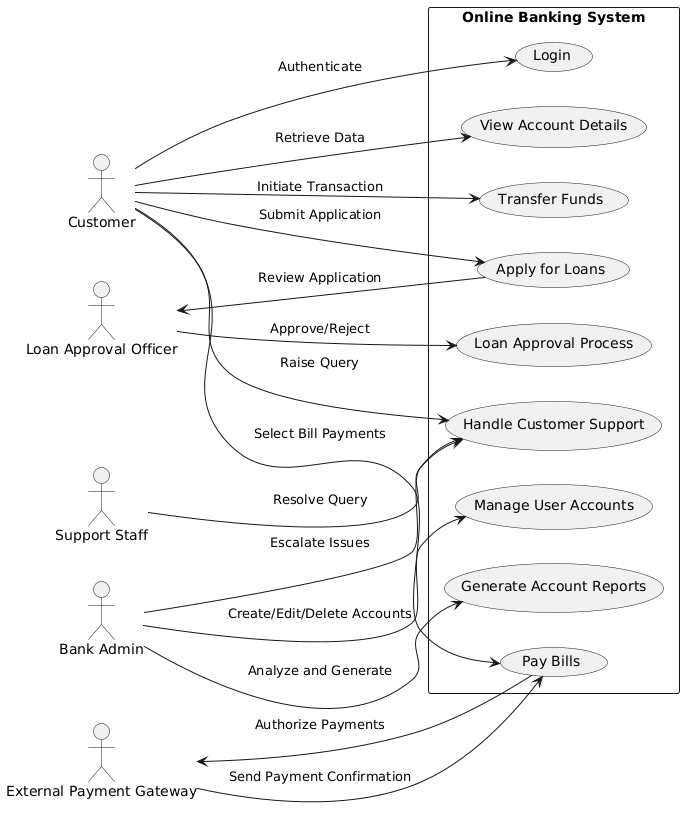 Online Banking System
Login
Authenticate
View Account Details
Retrieve Data
Initiate Transaction
Transfer Funds
Submit Application
Customer
Apply for Loans
Review Application
Approve/Reject
Loan Approval Process
Loan Approval Officer
Raise Query
Handle Customer Support
Select Bill Payments
Resolve Query
Manage User Accounts
Support Staff
Escalate Issues
Generate Account Reports
Create/Edit/Delete Accounts
Bank Admin
Pay Bills
Analyze and Generate
Authorize Payments
Send Payment Confirmation
External Payment Gateway